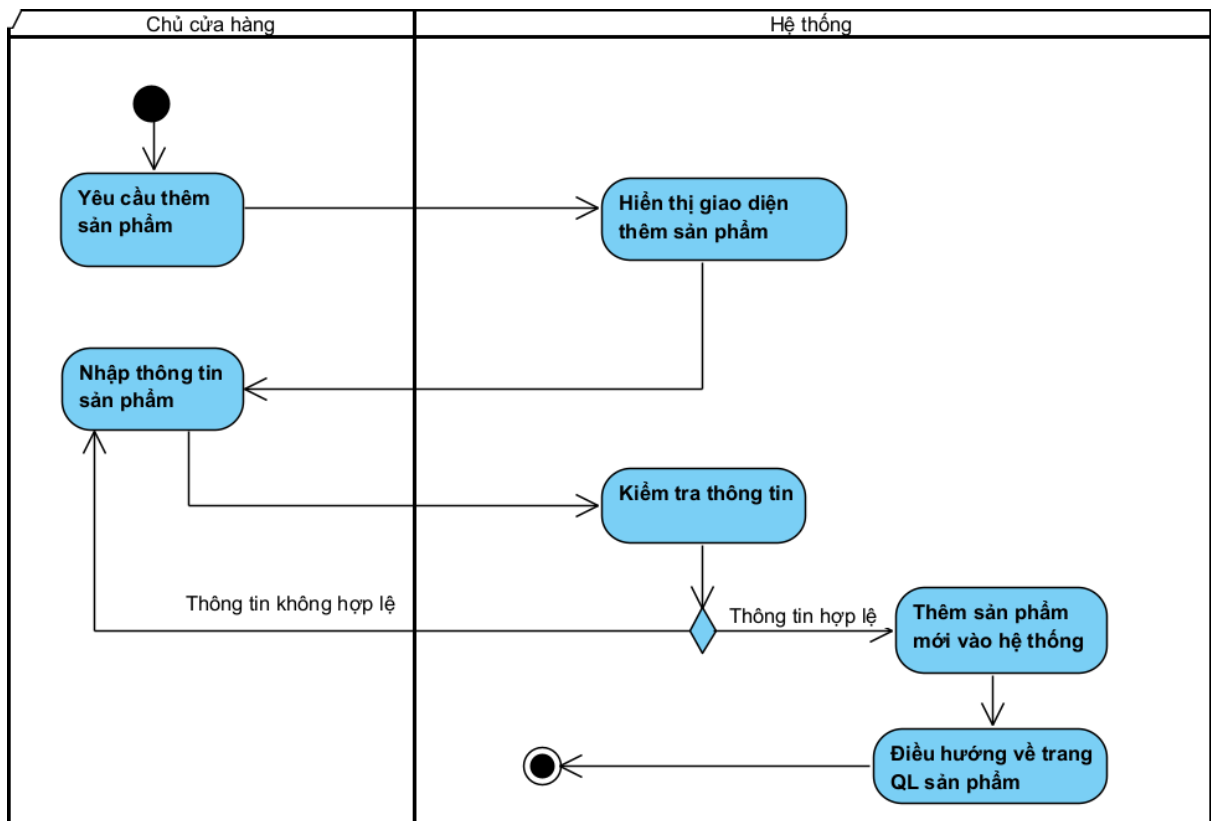 Chủ cửa hàng
Hệ thống
Yêu cầu thêm
sản phẩm
Hiển thị giao diện
thêm sản phẩm
Nhập thông tin
sản phẩm
Kiểm tra thông tin
Thông tin không hợp lệ
Thông tin hợp lệ
Thêm sản phẩm
mới vào hệ thống
Điều hướng về trang
QL sản phẩm